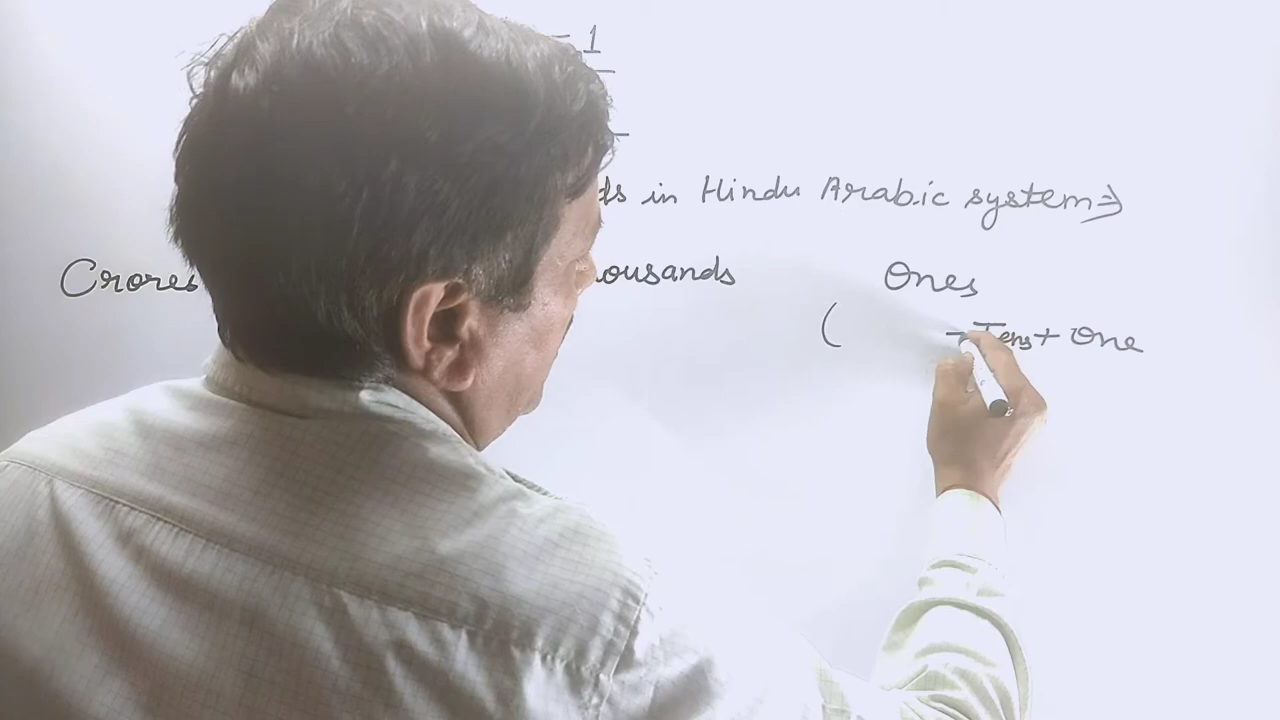 = 1
ds in Hindu Arabic system ⇒
Crores ousands Ones
( Tens + One